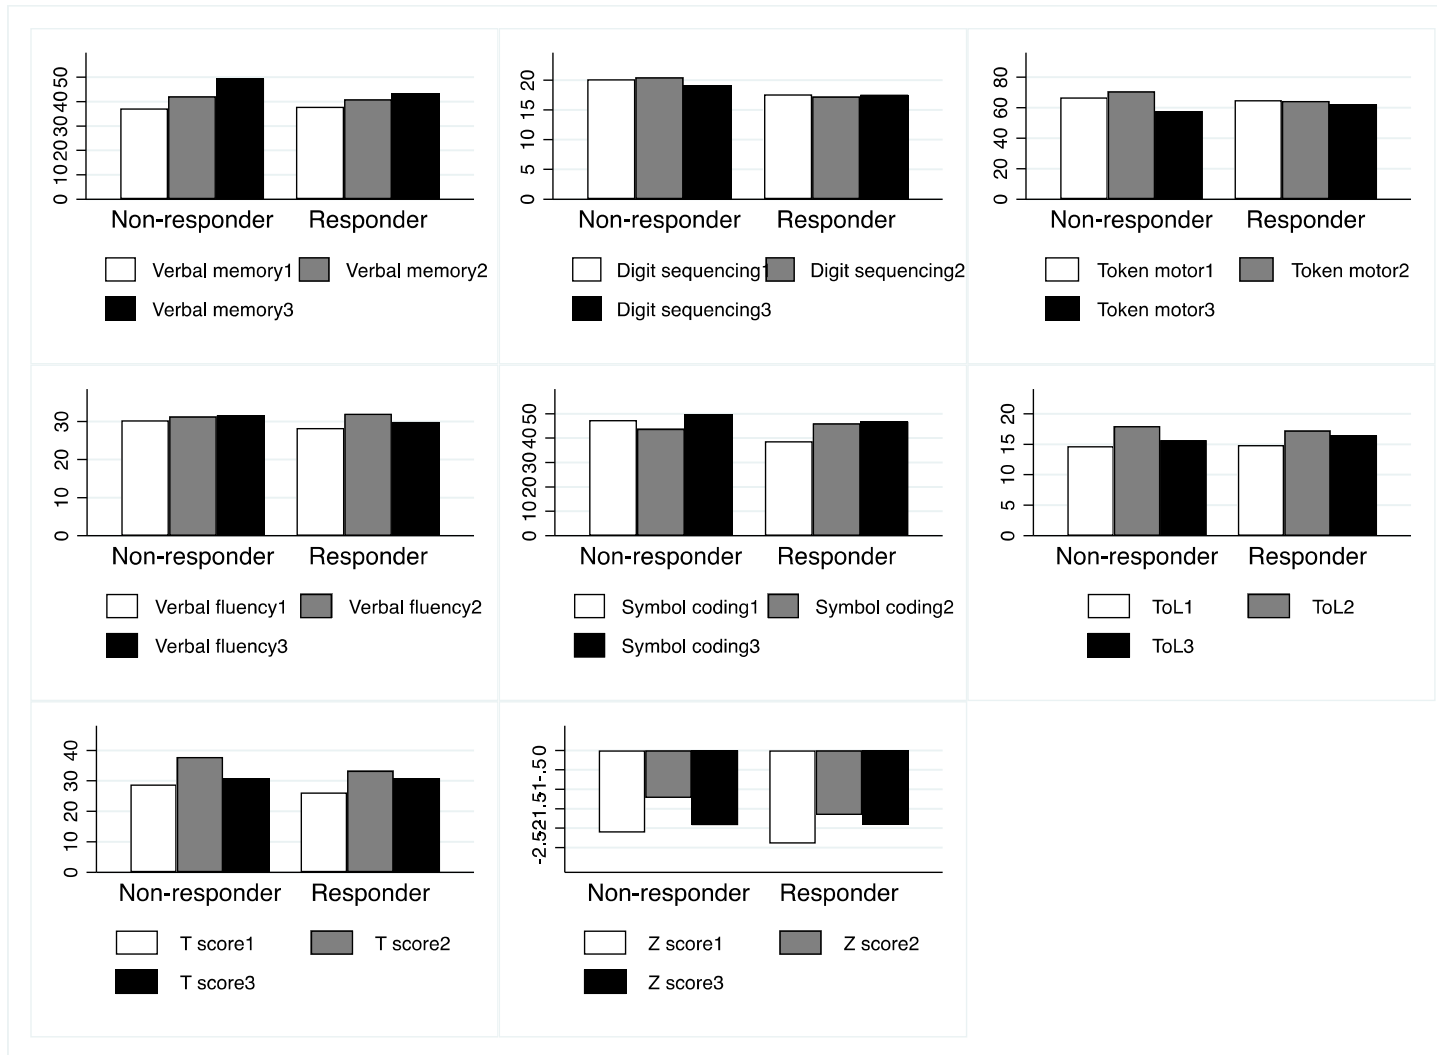 0 10 20 30 40 50
Non-responder Responder
Verbal memory1 Verbal memory2
Verbal memory3
0 5 10 15 20
Non-responder Responder
Digit sequencing1 Digit sequencing2
Digit sequencing3
0 20 40 60 80
Non-responder Responder
Token motor1 Token motor2
Token motor3
0 10 20 30
Non-responder Responder
Verbal fluency1 Verbal fluency2
Verbal fluency3
0 10 20 30 40 50
Non-responder Responder
Symbol coding1 Symbol coding2
Symbol coding3
0 5 10 15 20
Non-responder Responder
ToL1 ToL2
ToL3
0 10 20 30 40
Non-responder Responder
T score1 T score2
T score3
-2.5 -2 -1.5 -1 -.5 0
Non-responder Responder
Z score1 Z score2
Z score3